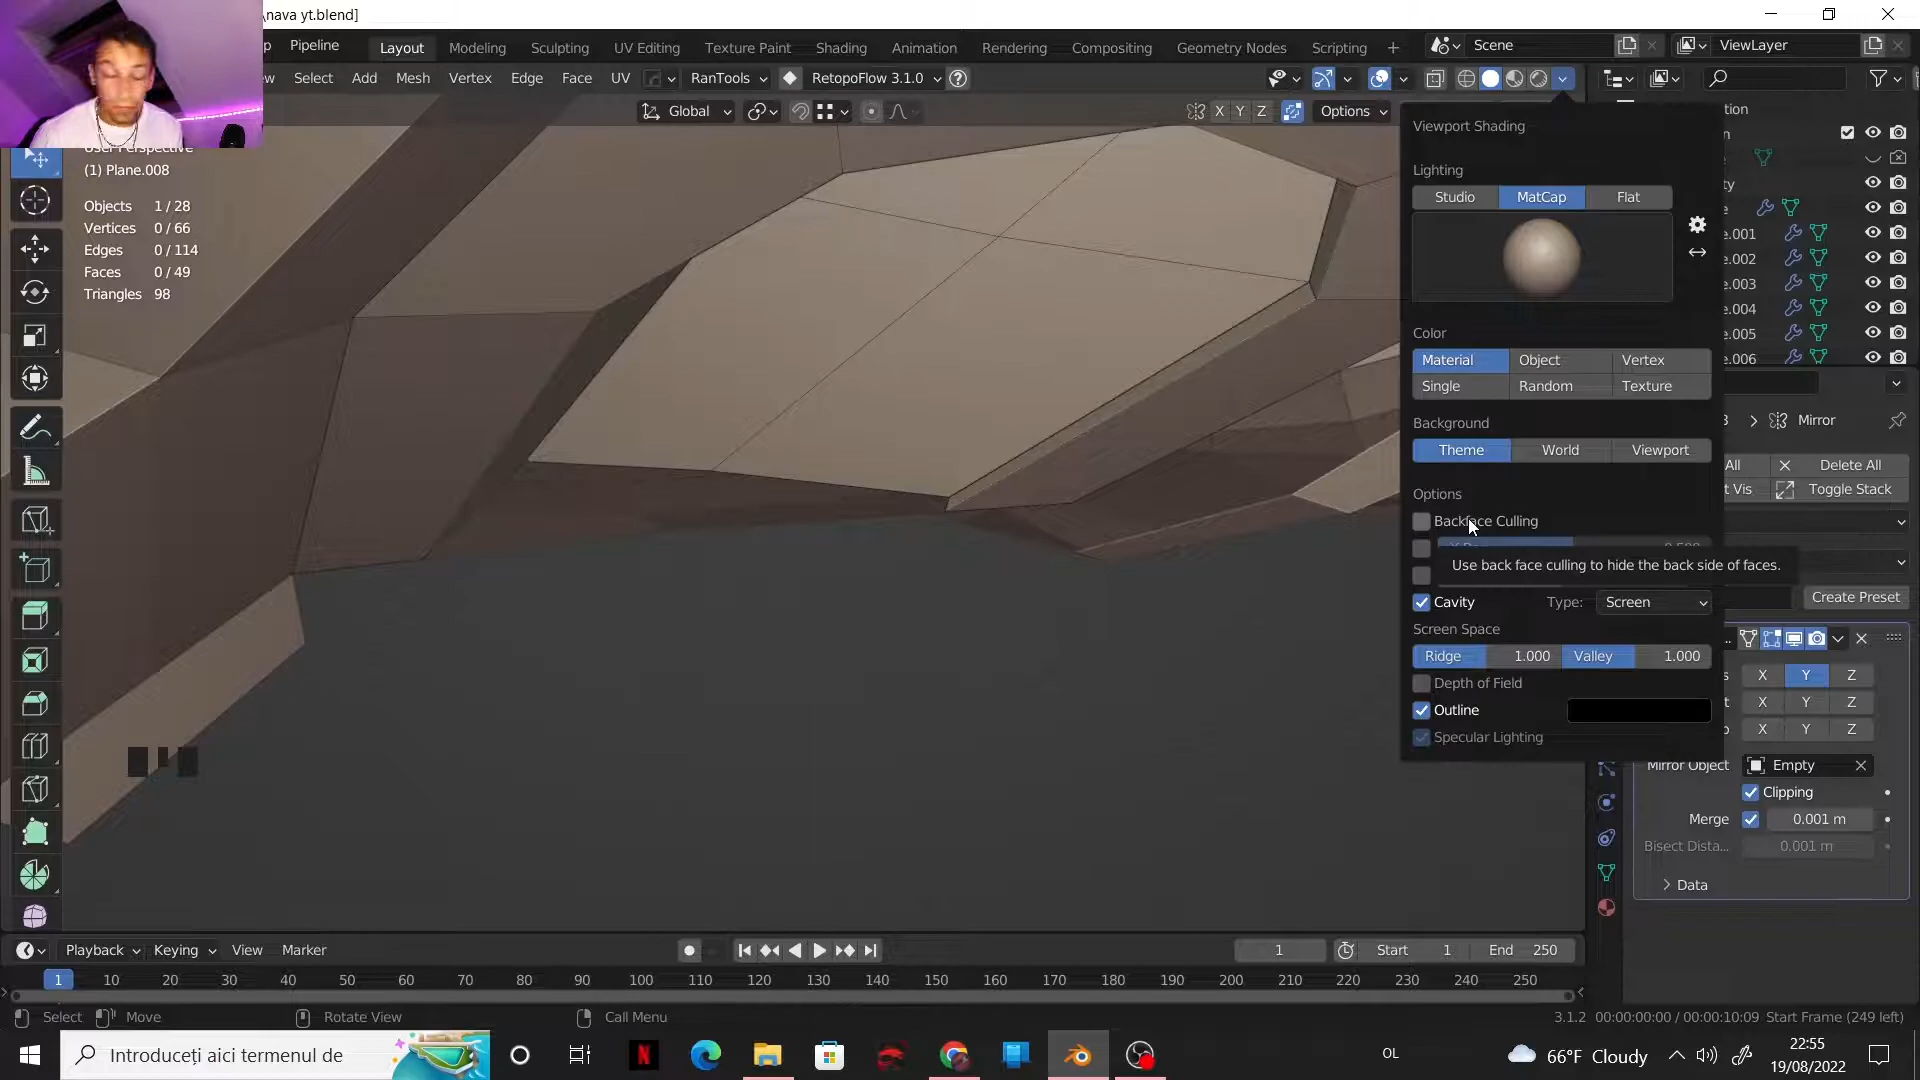 \nava yt.blend]
Pipeline
Layout
Modeling
Sculpting
UV Editing
Texture Paint
Shading
Animation
Rendering
Compositing
Geometry Nodes
Scripting
+
Scene
ViewLayer
Select
Add
Mesh
Vertex
Edge
Face
UV
RanTools
RetopoFlow 3.1.0
Global
X Y Z
Options
(1) Plane.008
Objects 1 / 28
Vertices 0 / 66
Edges 0 / 114
Faces 0 / 49
Triangles 98
Viewport Shading
Lighting
Studio MatCap Flat
Color
Material Object Vertex
Single Random Texture
Background
Theme World Viewport
Options
Backface Culling
Use back face culling to hide the back side of faces.
Cavity Type: Screen
Screen Space
Ridge 1.000 Valley 1.000
Depth of Field
Outline
Specular Lighting
tion
n
e.001
e.002
e.003
e.004
e.005
e.006
Mirror
All Delete All
t Vis Toggle Stack
Create Preset
X Y Z
X Y Z
X Y Z
Mirror Object Empty
Clipping
Merge 0.001 m
Bisect Dista... 0.001 m
Data
Playback Keying View Marker
1 Start 1 End 250
1 10 20 30 40 50 60 70 80 90 100 110 120 130 140 150 160 170 180 190 200 210 220 230 240 250
Select Move Rotate View Call Menu
3.1.2 00:00:00:00 / 00:00:10:09 Start Frame (249 left)
Introduceți aici termenul de
OL
66°F Cloudy
22:55
19/08/2022